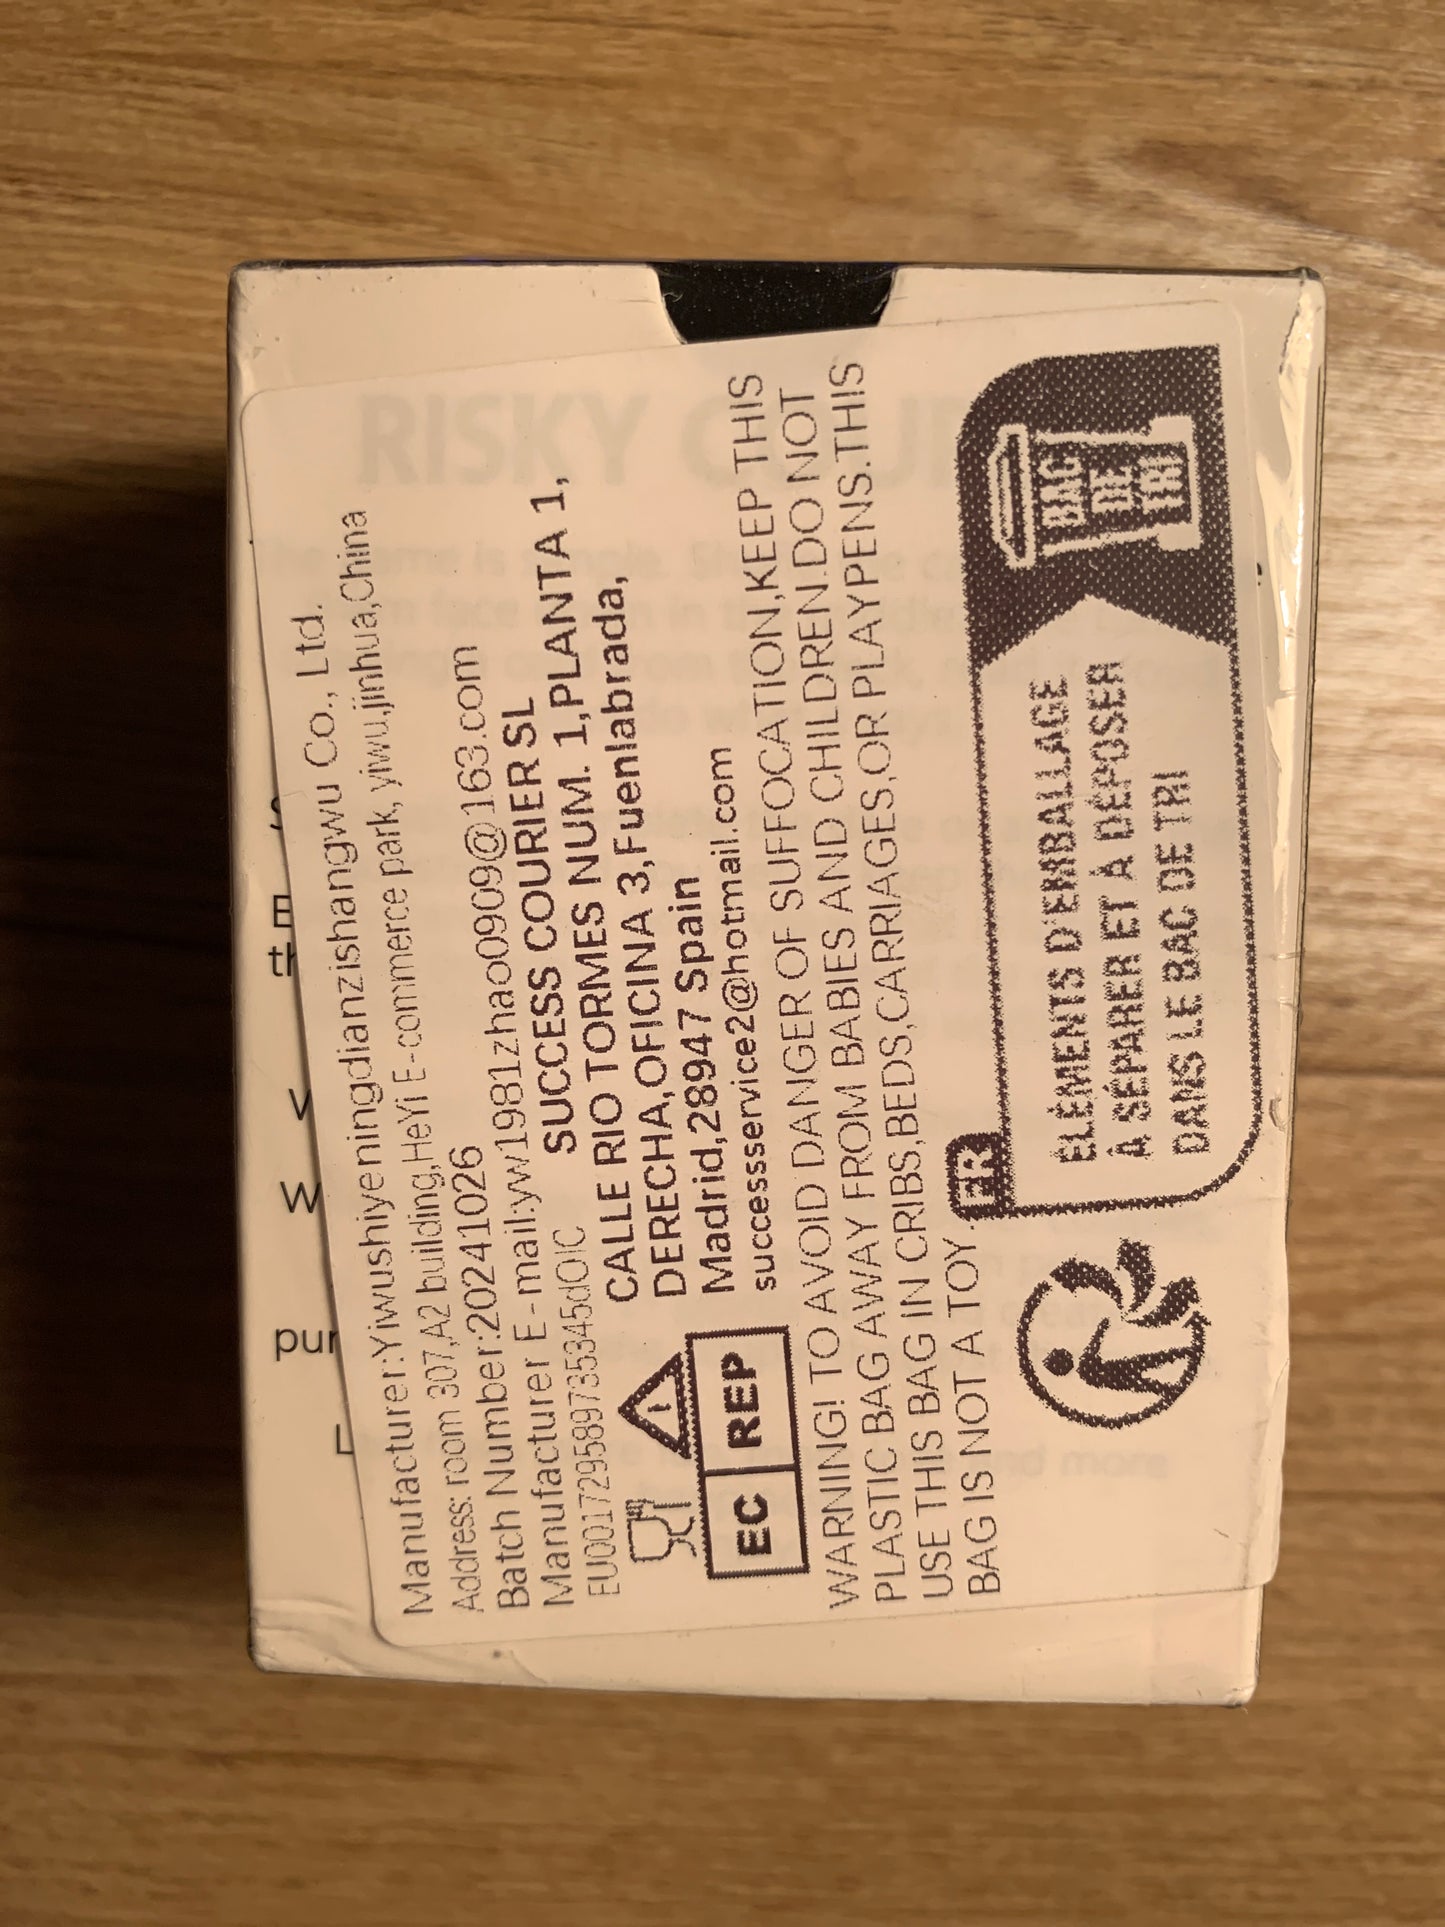 Manufacturer:Yiwushiyeningdianzishangwu Co., Ltd.
Address: room 307,A2 building,HeYi E-commerce park, yiwu,jinhua,China
Batch Number:20241026
Manufacturer E-mail:yw1981zhao0909@163.com
EU001729589735345dOIC
SUCCESS COURIER SL
CALLE RIO TORMES NUM. 1,PLANTA 1,
DERECHA,OFICINA 3,Fuenlabrada,
Madrid,28947 Spain
successservice2@hotmail.com
EC REP
WARNING! TO AVOID DANGER OF SUFFOCATION,KEEP THIS
PLASTIC BAG AWAY FROM BABIES AND CHILDREN.DO NOT
USE THIS BAG IN CRIBS,BEDS,CARRIAGES,OR PLAYPENS.THIS
BAG IS NOT A TOY.
FR
ELÉMENTS D'EMBALLAGE
À SÉPARER ET À DÉPOSER
DANS LE BAC DE TRI
BAC
DE
TRI
RISKY